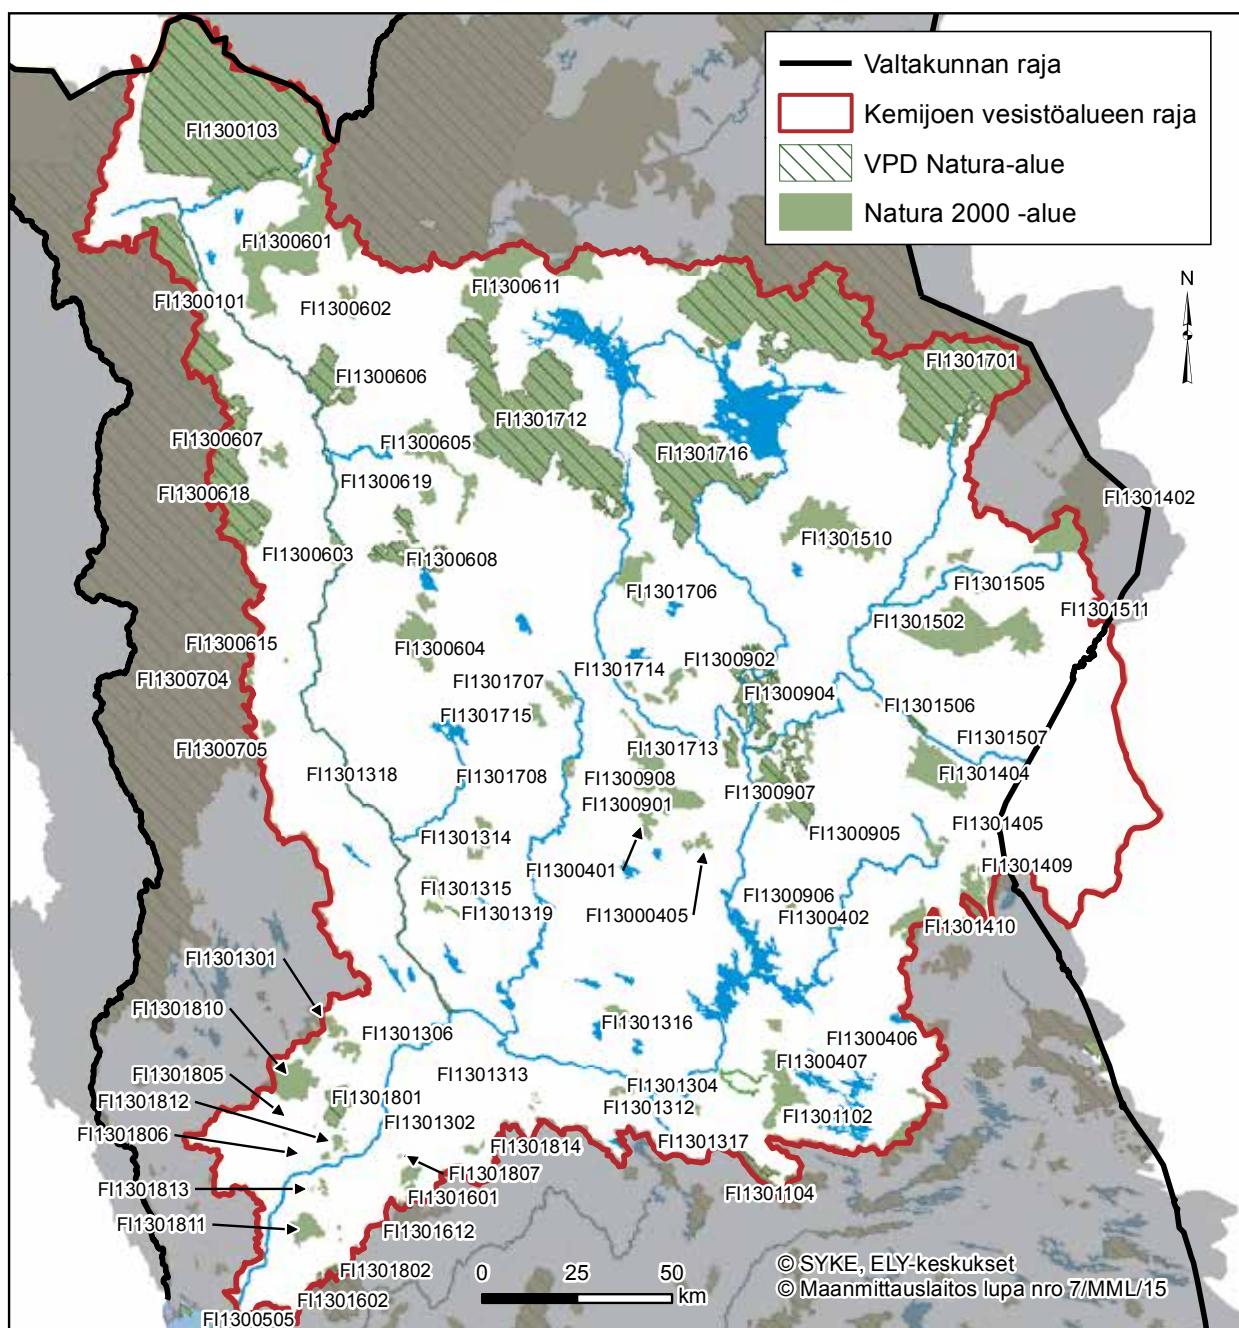 Valtakunnan raja
Kemijoen vesistöalueen raja
VPD Natura-alue
Natura 2000 -alue
N
FI1300103
FI1300601
FI1300611
FI1300101
FI1300602
FI1301701
FI1300606
FI1301712
FI1300607
FI1300605
FI1301716
FI1300619
FI1300618
FI1301402
FI1301510
FI1300603
FI1300608
FI1301505
FI1301706
FI1301511
FI1301502
FI1300615
FI1300604
FI1300902
FI1301714
FI1300704
FI1301707
FI1300904
FI1301506
FI1301715
FI1301507
FI1300705
FI1301713
FI1301318
FI1301708
FI1300908
FI1301404
FI1300907
FI1300901
FI1301405
FI1301314
FI1300905
FI1301409
FI1300401
FI1301315
FI1300906
FI1301319
FI13000405
FI1300402
FI1301410
FI1301301
FI1301810
FI1301316
FI1301306
FI1300406
FI1300407
FI1301805
FI1301313
FI1301304
FI1301812
FI1301801
FI1301312
FI1301102
FI1301302
FI1301806
FI1301814
FI1301317
FI1301807
FI1301813
FI1301601
FI1301104
FI1301811
FI1301612
FI1301802
FI1301602
FI1300505
0 25 50
km
© SYKE, ELY-keskukset
© Maanmittauslaitos lupa nro 7/MML/15